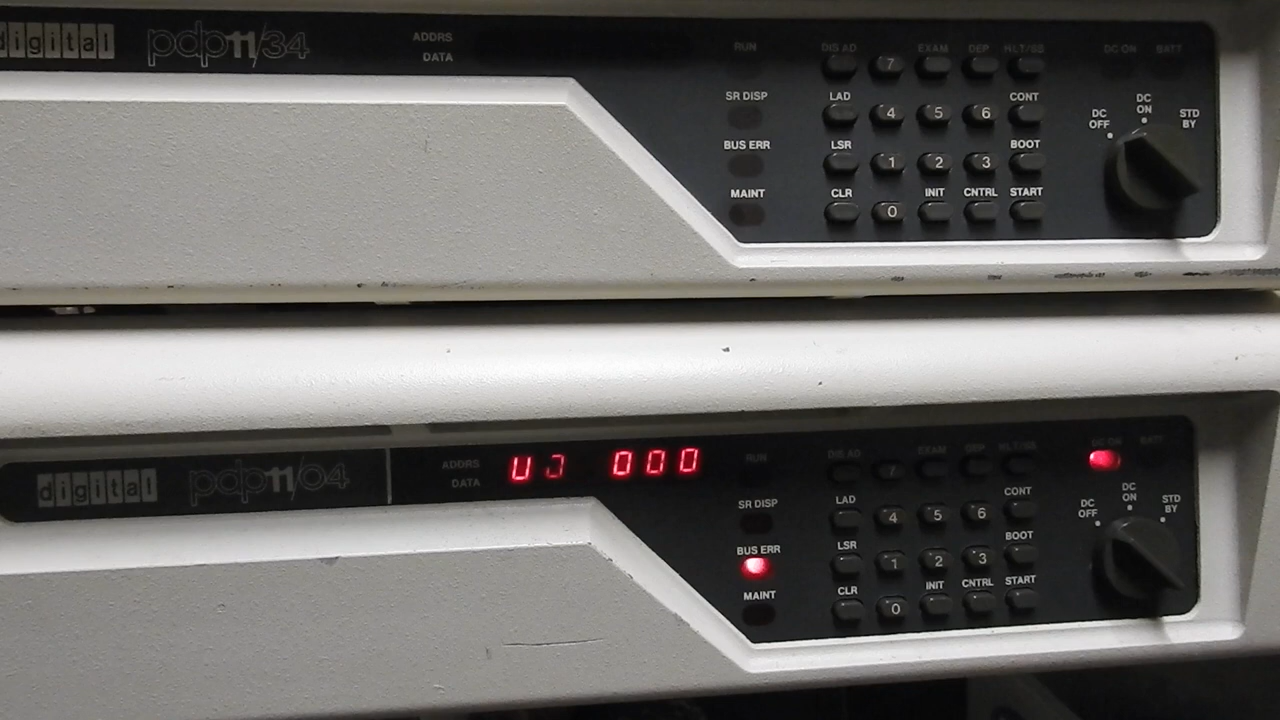 digital pdp11/34 ADDRS RUN DIS AD EXAM DEP HLT/SS DC ON BATT
DATA 7
SR DISP LAD CONT DC ON
4 5 6 DC OFF STD BY
BUS ERR LSR BOOT
1 2 3
MAINT CLR INIT CNTRL START
0
digital pdp11/04 ADDRS RUN DIS AD EXAM DEP HLT/SS DC ON BATT
DATA 000 7
SR DISP LAD CONT DC ON
4 5 6 DC OFF STD BY
BUS ERR LSR BOOT
1 2 3
MAINT CLR INIT CNTRL START
0